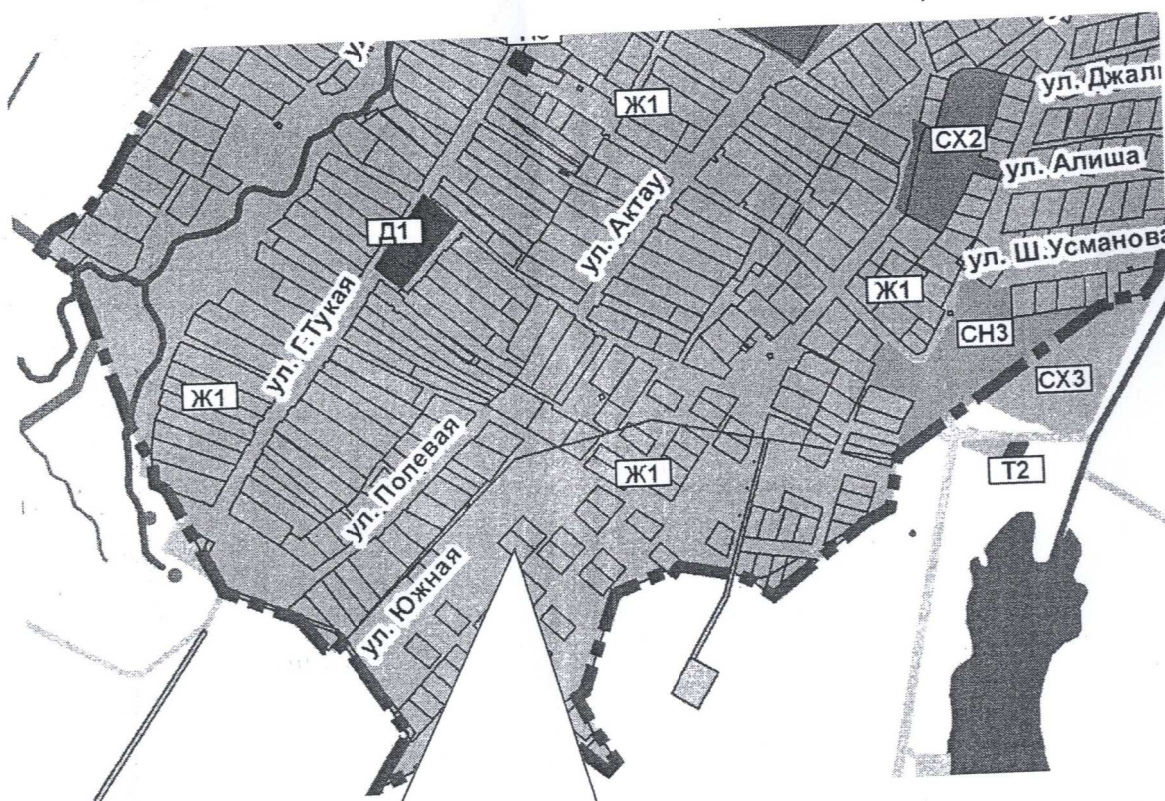 Ж1
ул. Джали
СХ2
ул. Алиша
Д1
ул. Актау
ул. Ш.Усманова
Ж1
СН3
ул. Г.Тукая
СХ3
Ж1
Ж1
Т2
ул. Полевая
ул. Южная